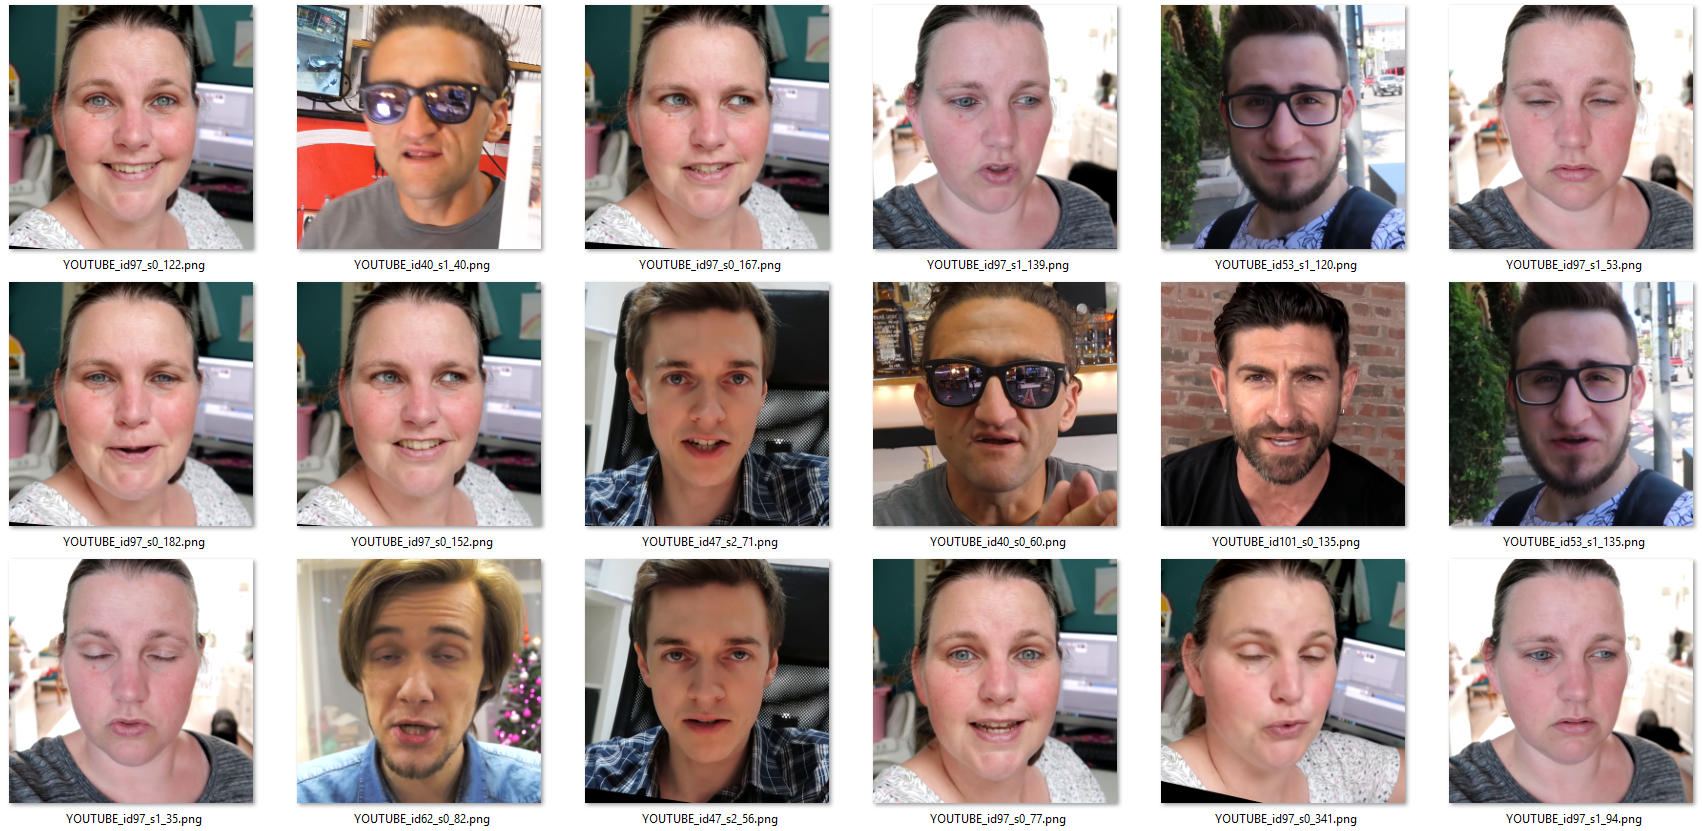 YOUTUBE_id97_s0_122.png
YOUTUBE_id40_s1_40.png
YOUTUBE_id97_s0_167.png
YOUTUBE_id97_s1_139.png
YOUTUBE_id53_s1_120.png
YOUTUBE_id97_s1_53.png
YOUTUBE_id97_s0_182.png
YOUTUBE_id97_s0_152.png
YOUTUBE_id47_s2_71.png
YOUTUBE_id40_s0_60.png
YOUTUBE_id101_s0_135.png
YOUTUBE_id53_s1_135.png
YOUTUBE_id97_s1_35.png
YOUTUBE_id62_s0_82.png
YOUTUBE_id47_s2_56.png
YOUTUBE_id97_s0_77.png
YOUTUBE_id97_s0_341.png
YOUTUBE_id97_s1_94.png